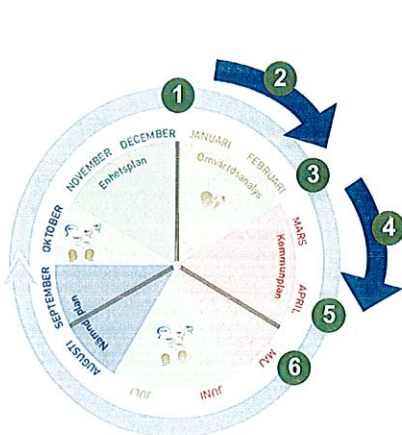 1
2
3
4
5
6
JANUARI
FEBRUARI
MARS
APRIL
MAJ
JUNI
JULI
AUGUSTI
SEPTEMBER
OKTOBER
NOVEMBER
DECEMBER
Omvärldsanalys
Kommunplan
Nämndplan
Enhetsplan